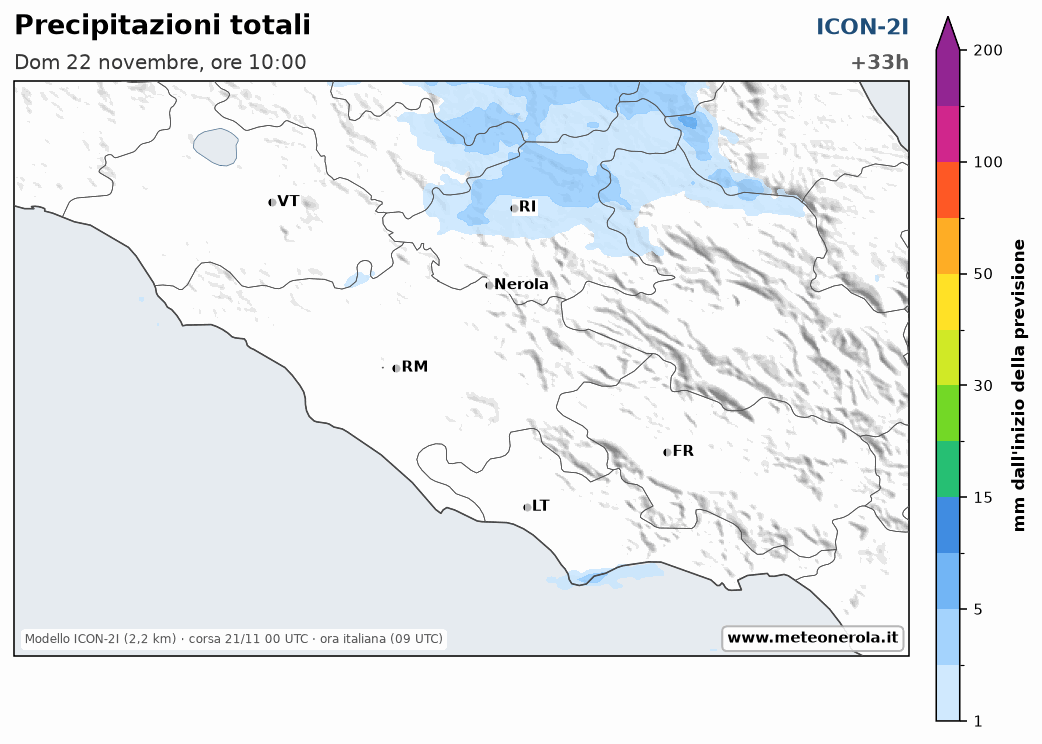 Precipitazioni totali
ICON-2I
Dom 22 novembre, ore 10:00
+33h
VT
RI
Nerola
RM
FR
LT
200
100
50
30
15
5
1
mm dall'inizio della previsione
Modello ICON-2I (2,2 km) · corsa 21/11 00 UTC · ora italiana (09 UTC)
www.meteonerola.it